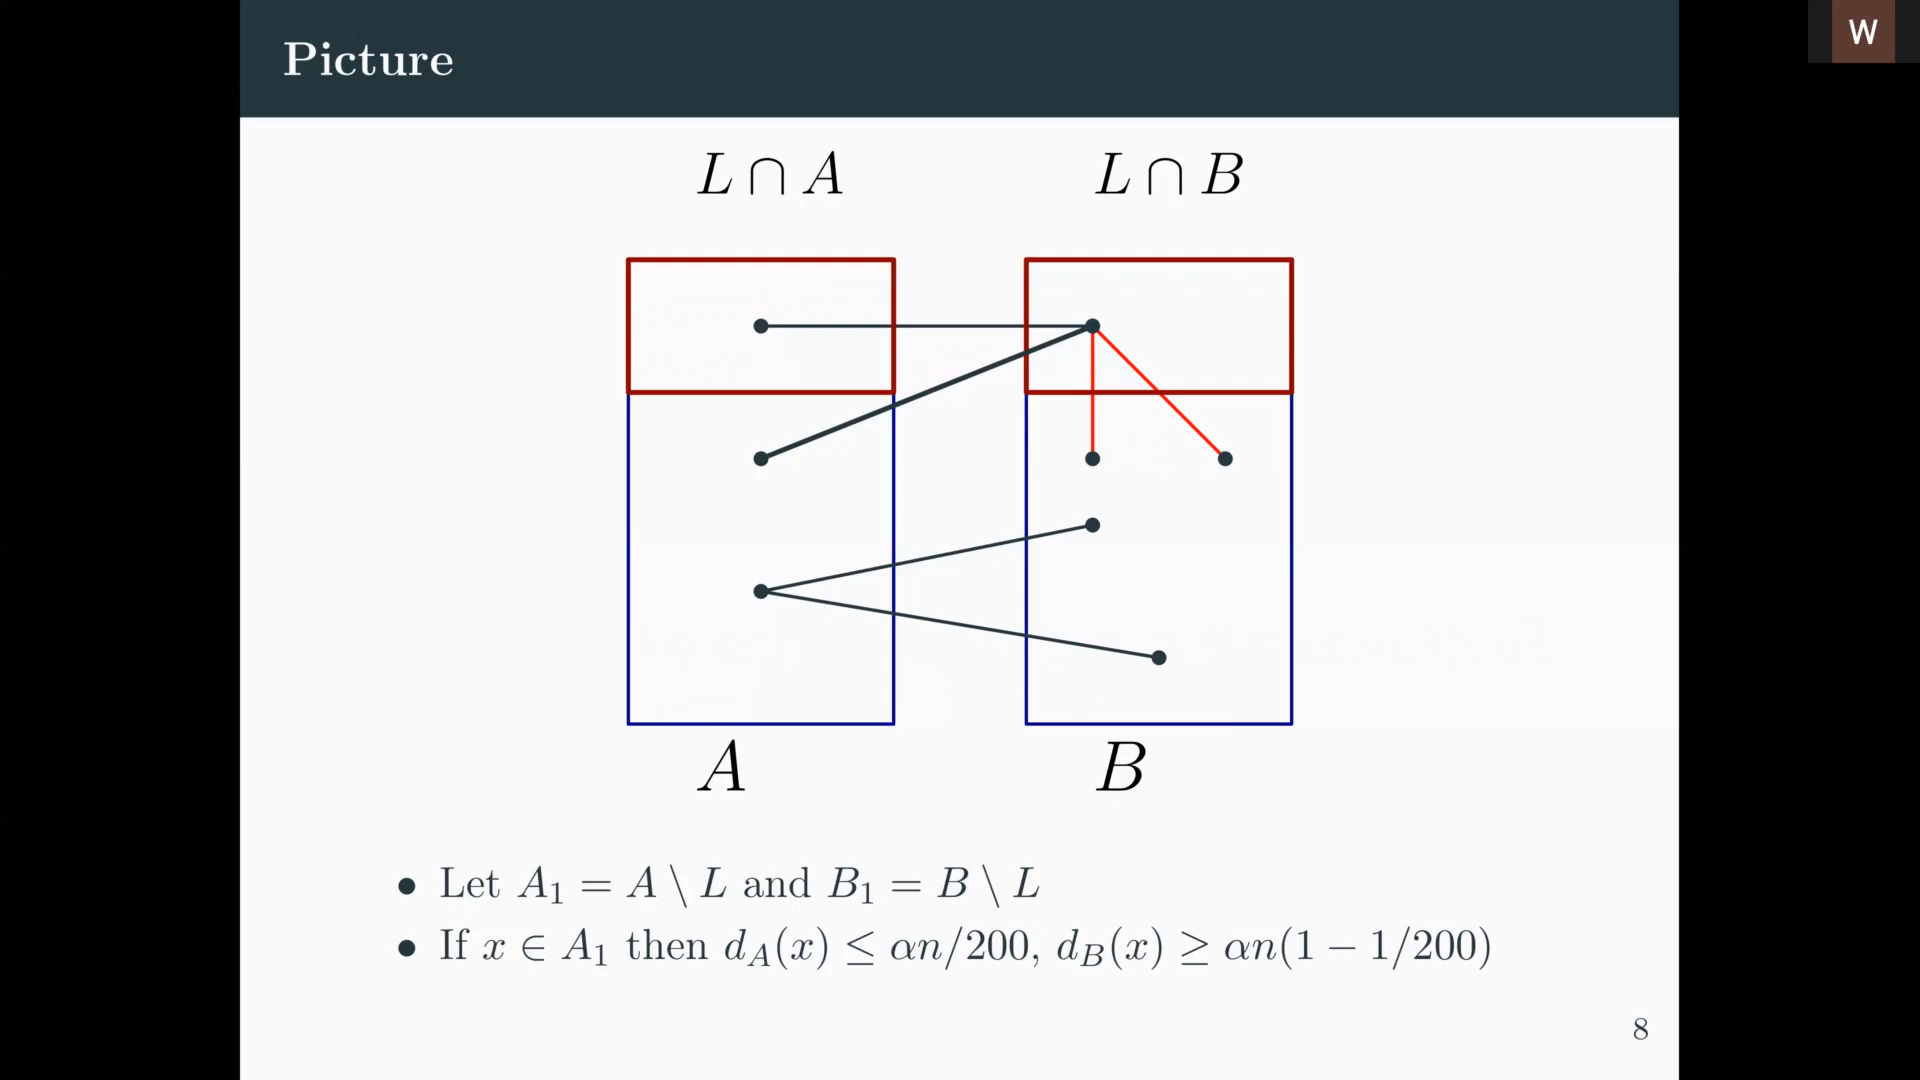 Picture
W
L ∩ A
L ∩ B
A
B
• Let A₁ = A \ L and B₁ = B \ L
• If x ∈ A₁ then d_A(x) ≤ αn/200, d_B(x) ≥ αn(1 − 1/200)
8